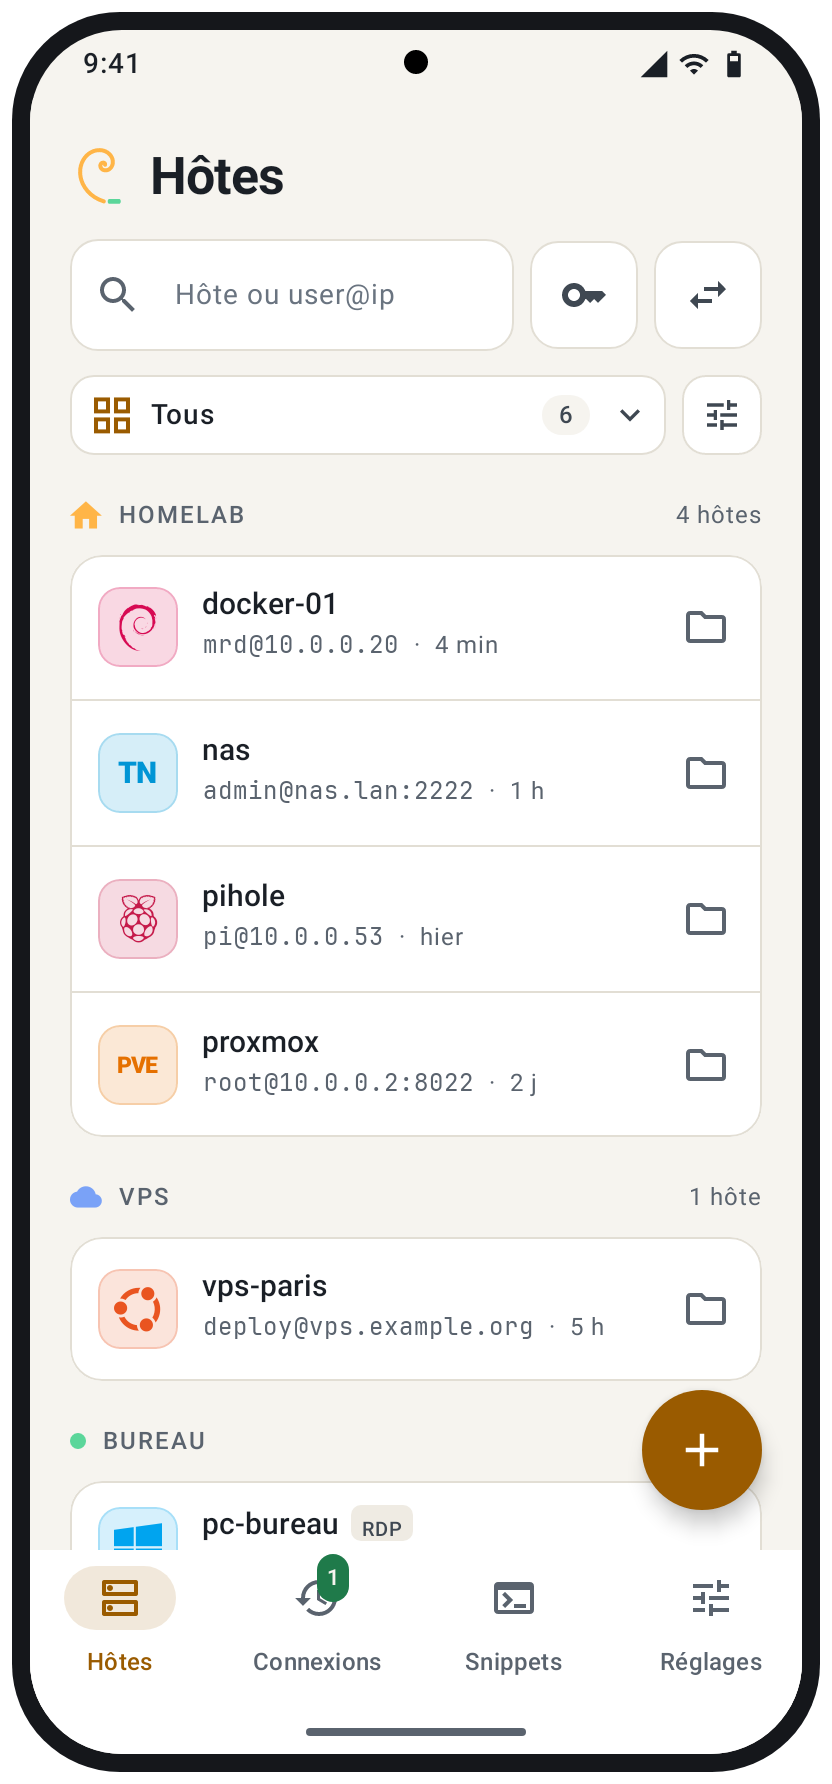 9:41
Hôtes
Hôte ou user@ip
Tous 6
HOMELAB 4 hôtes
docker-01
mrd@10.0.0.20 · 4 min
TN
nas
admin@nas.lan:2222 · 1 h
pihole
pi@10.0.0.53 · hier
PVE
proxmox
root@10.0.0.2:8022 · 2 j
VPS 1 hôte
vps-paris
deploy@vps.example.org · 5 h
BUREAU
pc-bureau RDP
1
Hôtes Connexions Snippets Réglages